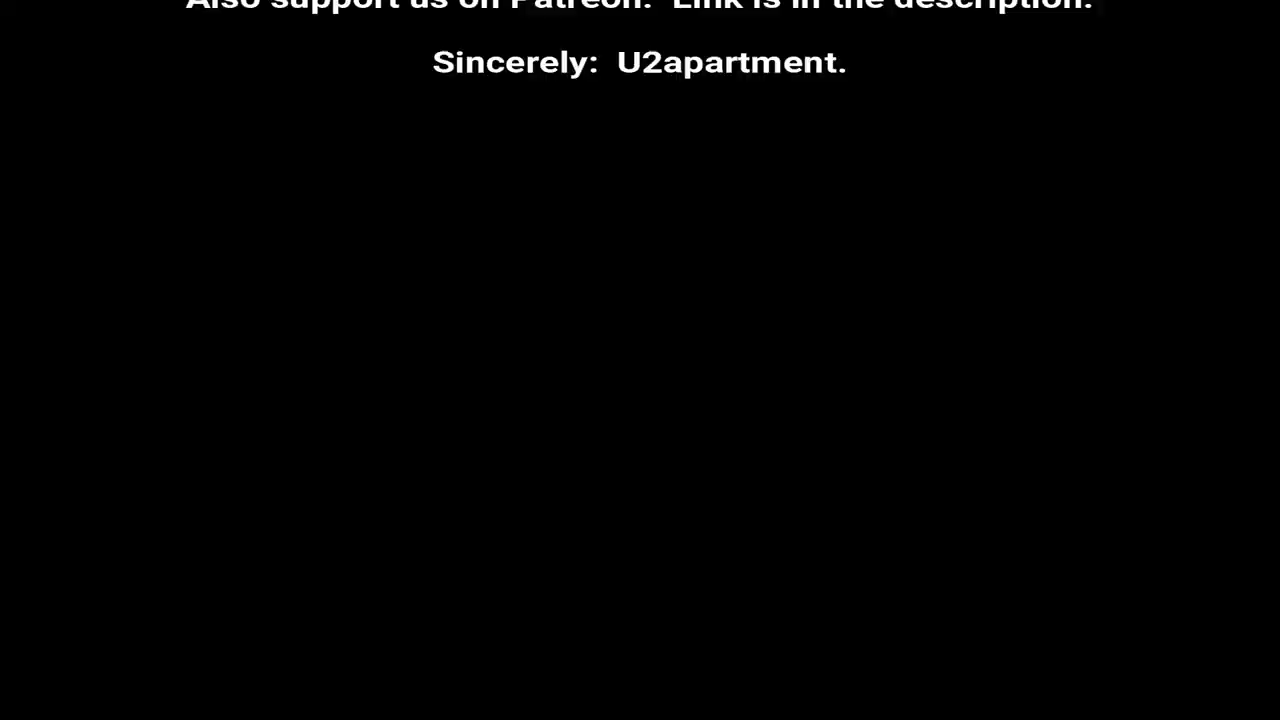 Also support us on Patreon.  Link is in the description.
Sincerely:  U2apartment.